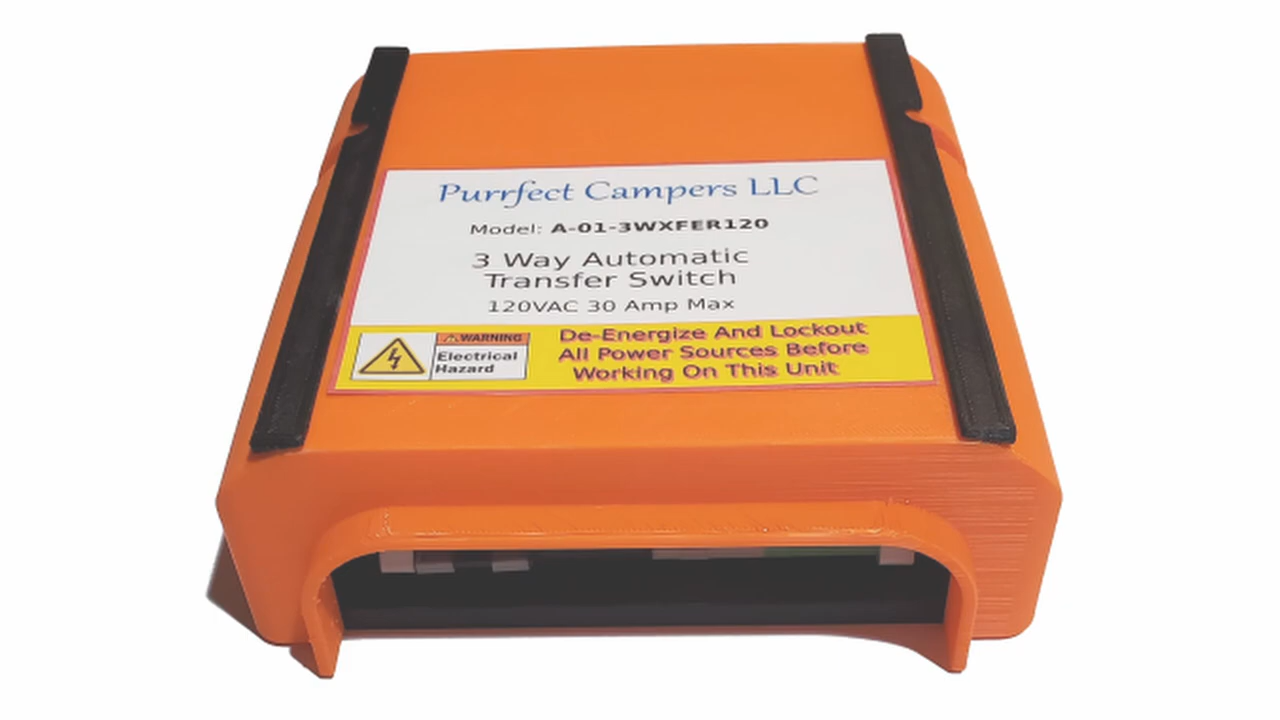 Purrfect Campers LLC
Model: A-01-3WXFER120
3 Way Automatic
Transfer Switch
120VAC 30 Amp Max
WARNING
Electrical
Hazard
De-Energize And Lockout
All Power Sources Before
Working On This Unit